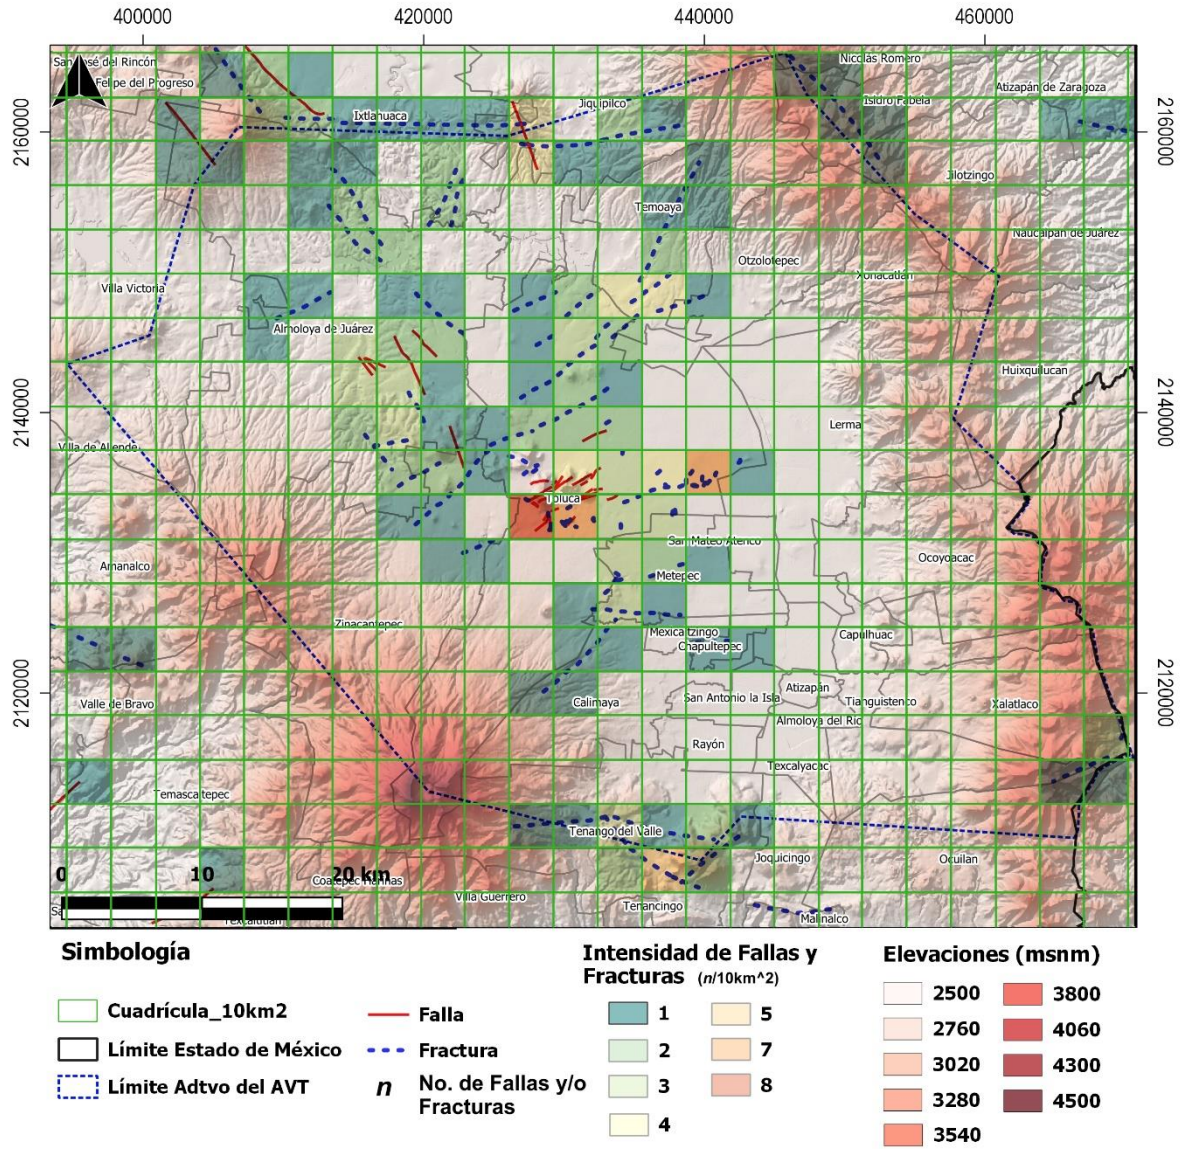 400000 420000 440000 460000
San José del Rincón
Nicolás Romero
Felipe del Progreso
Atizapán de Zaragoza
Isidro Fabela
Jiquipilco
Ixtlahuaca
2160000 2160000
Jilotzingo
Temoaya
Naucalpan de Juárez
Otzolotepec
Xonacatlán
Villa Victoria
Almoloya de Juárez
Huixquilucan
2140000 2140000
Lerma
Villa de Allende
Toluca
San Mateo Atenco
Ocoyoacac
Amanalco
Metepec
Zinacantepec
Mexicaltzingo
Capulhuac
Chapultepec
2120000 2120000
Atizapán
San Antonio la Isla
Valle de Bravo
Calimaya
Tianguistenco
Xalatlaco
Almoloya del Río
Rayón
Texcalyacac
Temascaltepec
Tenango del Valle
Joquicingo
Ocuilan
0 10 20 km
Coatepec Harinas
Villa Guerrero
Tenancingo
Malinalco
Texcaltitlán
Simbología
Cuadrícula_10km2
Límite Estado de México
Límite Adtvo del AVT
Falla
Fractura
n No. de Fallas y/o
Fracturas
Intensidad de Fallas y
Fracturas (n/10km^2)
1 5
2 7
3 8
4
Elevaciones (msnm)
2500 3800
2760 4060
3020 4300
3280 4500
3540